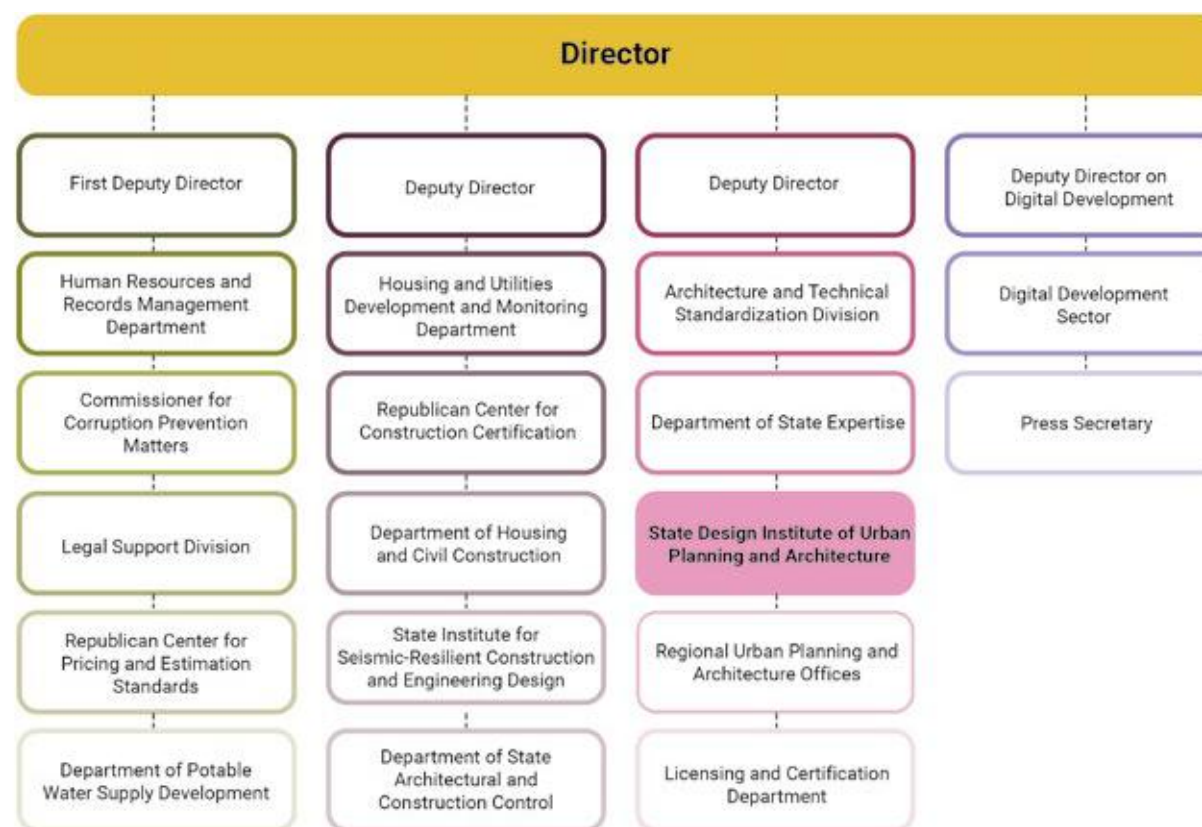 Director
First Deputy Director
Human Resources and
Records Management
Department
Commissioner for
Corruption Prevention
Matters
Legal Support Division
Republican Center for
Pricing and Estimation
Standards
Department of Potable
Water Supply Development
Deputy Director
Housing and Utilities
Development and Monitoring
Department
Republican Center for
Construction Certification
Department of Housing
and Civil Construction
State Institute for
Seismic-Resilient Construction
and Engineering Design
Department of State
Architectural and
Construction Control
Deputy Director
Architecture and Technical
Standardization Division
Department of State Expertise
State Design Institute of Urban
Planning and Architecture
Regional Urban Planning and
Architecture Offices
Licensing and Certification
Department
Deputy Director on
Digital Development
Digital Development
Sector
Press Secretary